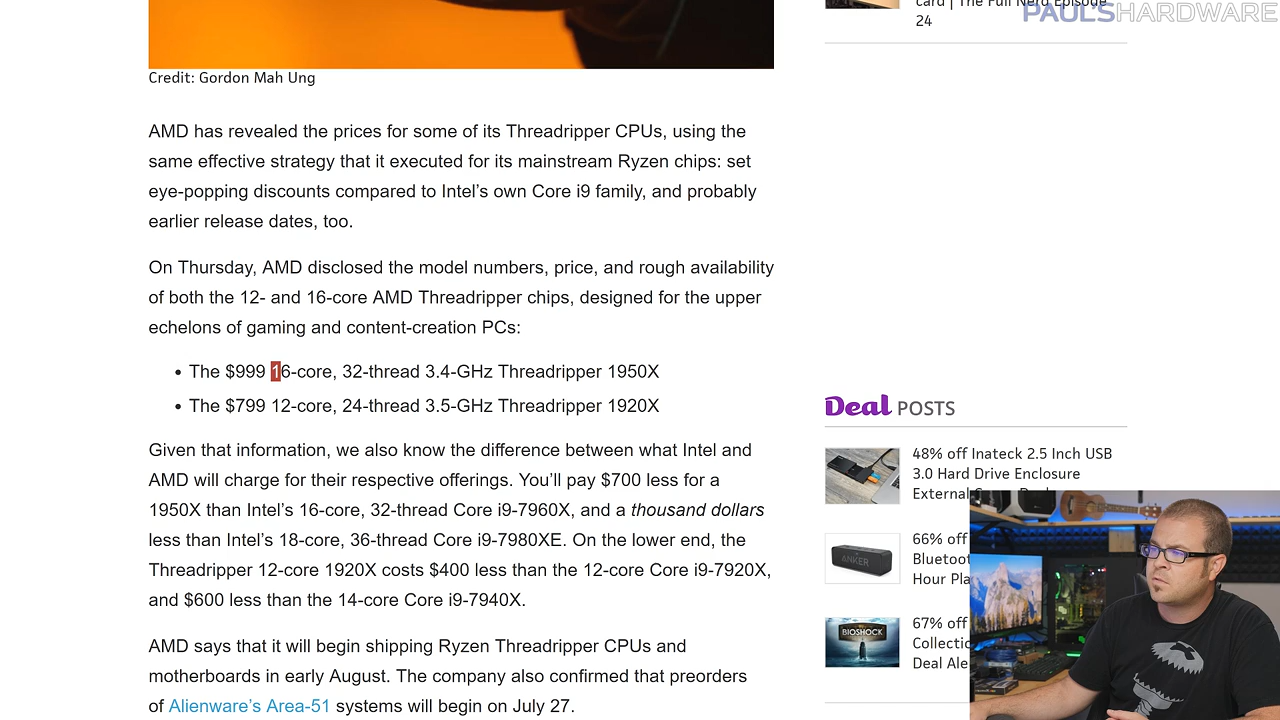 card | The Full Nerd Episode
24
PAUL'SHARDWARE
Credit: Gordon Mah Ung
AMD has revealed the prices for some of its Threadripper CPUs, using the
same effective strategy that it executed for its mainstream Ryzen chips: set
eye-popping discounts compared to Intel's own Core i9 family, and probably
earlier release dates, too.
On Thursday, AMD disclosed the model numbers, price, and rough availability
of both the 12- and 16-core AMD Threadripper chips, designed for the upper
echelons of gaming and content-creation PCs:
• The $999 16-core, 32-thread 3.4-GHz Threadripper 1950X
• The $799 12-core, 24-thread 3.5-GHz Threadripper 1920X
Given that information, we also know the difference between what Intel and
AMD will charge for their respective offerings. You'll pay $700 less for a
1950X than Intel's 16-core, 32-thread Core i9-7960X, and a thousand dollars
less than Intel's 18-core, 36-thread Core i9-7980XE. On the lower end, the
Threadripper 12-core 1920X costs $400 less than the 12-core Core i9-7920X,
and $600 less than the 14-core Core i9-7940X.
AMD says that it will begin shipping Ryzen Threadripper CPUs and
motherboards in early August. The company also confirmed that preorders
of Alienware's Area-51 systems will begin on July 27.
Deal POSTS
48% off Inateck 2.5 Inch USB
3.0 Hard Drive Enclosure
External
ANKER
66% off
Bluetoot
Hour Pla
BIOSHOCK
67% off
Collectio
Deal Ale